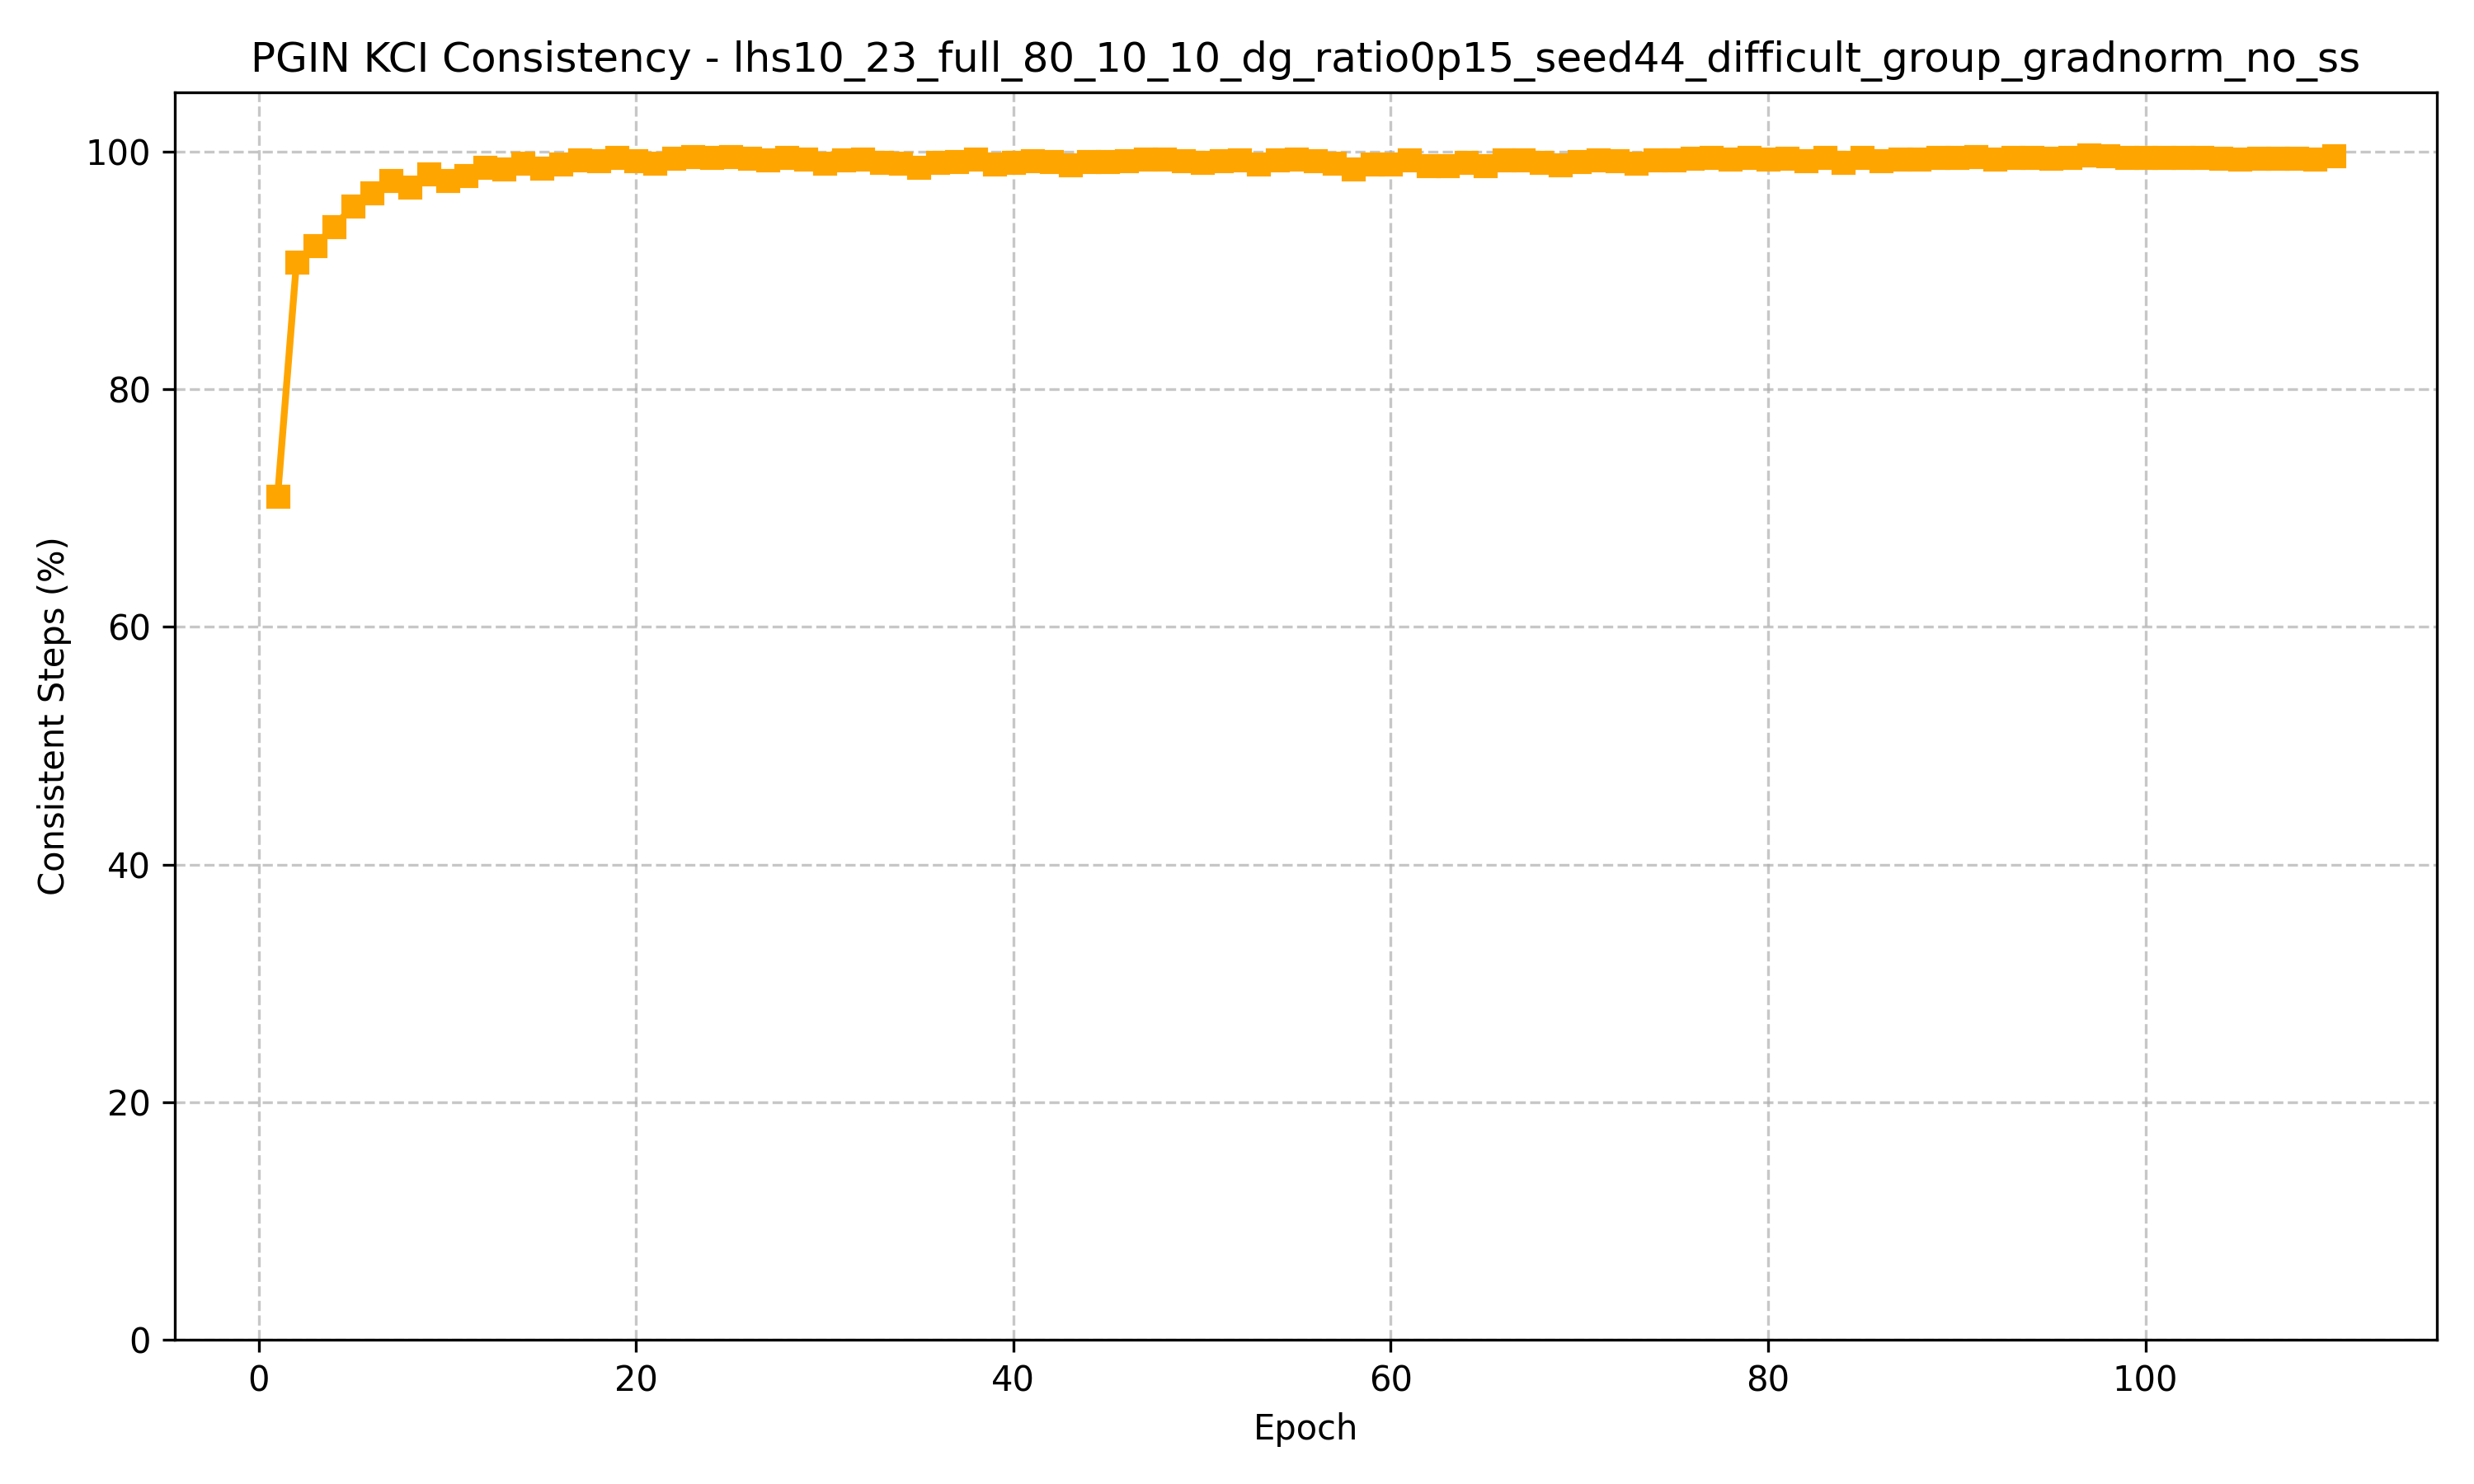 PGIN KCI Consistency - lhs10_23_full_80_10_10_dg_ratio0p15_seed44_difficult_group_gradnorm_no_ss
100
80
60
40
20
0
Consistent Steps (%)
0 20 40 60 80 100
Epoch